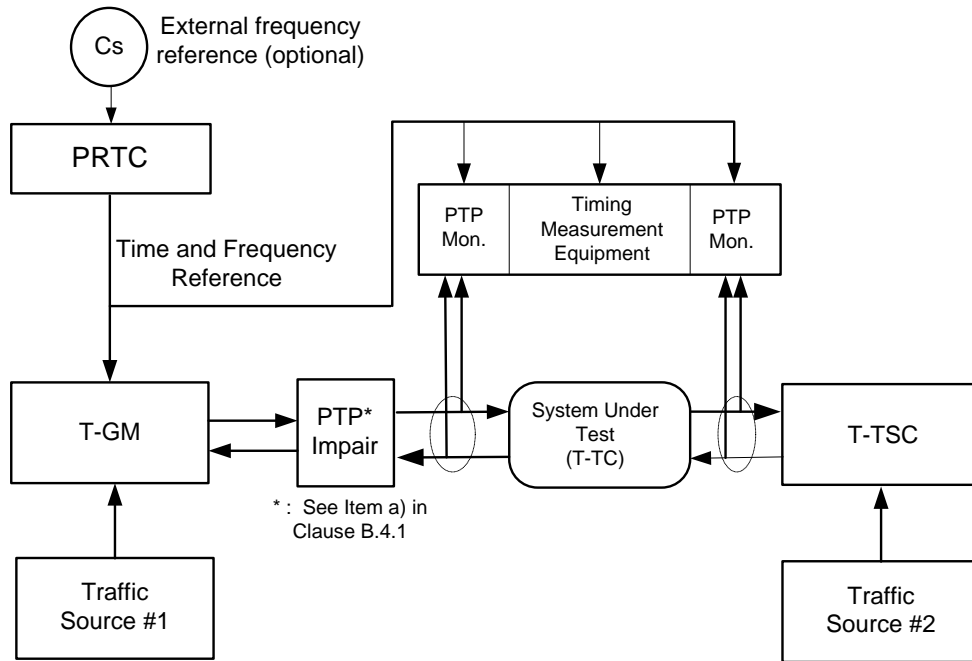 Cs
External frequency
reference (optional)
PRTC
Time and Frequency
Reference
PTP
Mon.
Timing
Measurement
Equipment
PTP
Mon.
T-GM
PTP*
Impair
System Under
Test
(T-TC)
T-TSC
* : See Item a) in
Clause B.4.1
Traffic
Source #1
Traffic
Source #2